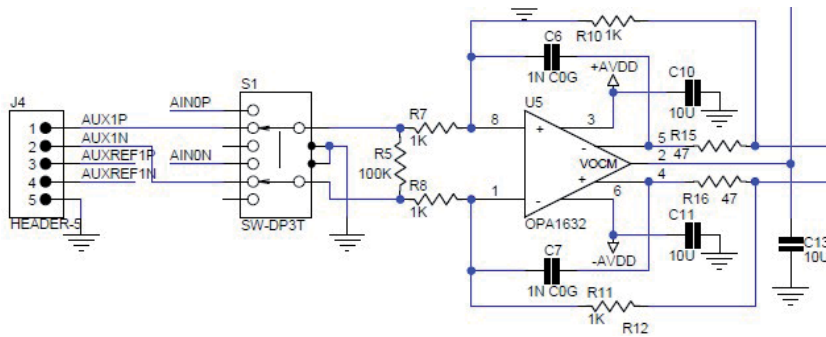 R10 1K
C6
1N C0G
+AVDD
C10
10U
S1
J4
AIN0P
AUX1P
1
AUX1N
2
AUXREF1P
3
AIN0N
AUXREF1N
4
5
HEADER-5
SW-DP3T
R7
1K
R5
100K
R8
1K
U5
3
8
+
-
5
R15
47
VOCM
2
+
4
1
-
6
R16 47
OPA1632
C11
10U
-AVDD
C7
1N C0G
C13
10U
R11
1K
R12